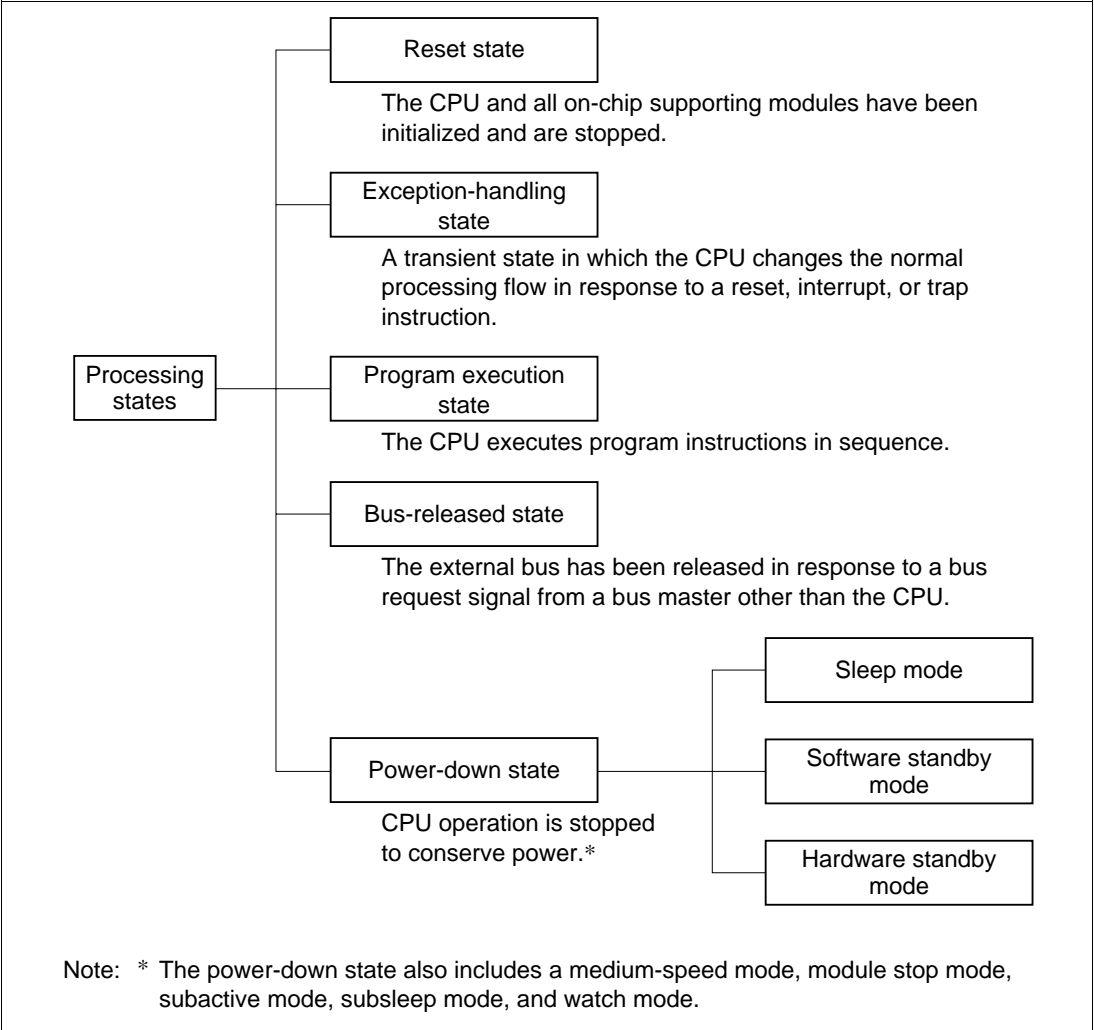 Reset state
The CPU and all on-chip supporting modules have been
initialized and are stopped.
Exception-handling
state
A transient state in which the CPU changes the normal
processing flow in response to a reset, interrupt, or trap
instruction.
Processing
states
Program execution
state
The CPU executes program instructions in sequence.
Bus-released state
The external bus has been released in response to a bus
request signal from a bus master other than the CPU.
Sleep mode
Power-down state
CPU operation is stopped
to conserve power.*
Software standby
mode
Hardware standby
mode
Note: * The power-down state also includes a medium-speed mode, module stop mode,
subactive mode, subsleep mode, and watch mode.